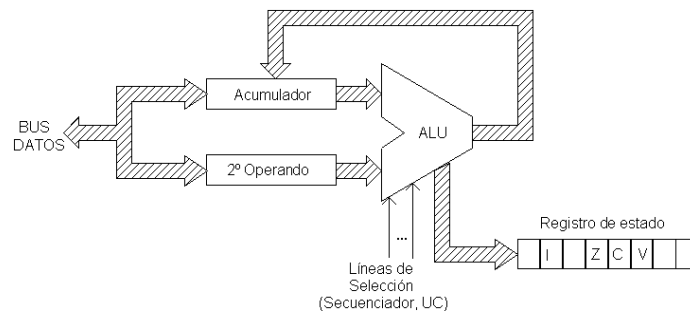 Acumulador
BUS
DATOS
ALU
2º Operando
Registro de estado
I Z C V
...
Líneas de
Selección
(Secuenciador, UC)